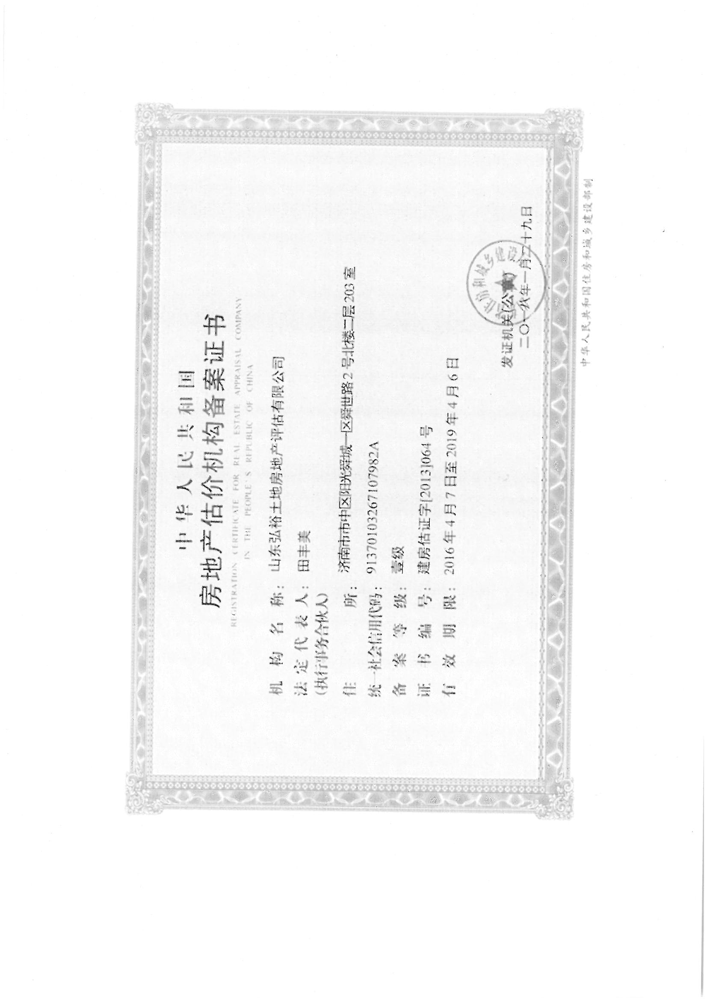 中华人民共和国
房地产估价机构备案证书
REGISTRATION CERTIFICATE FOR REAL ESTATE APPRAISAL COMPANY
IN THE PEOPLE'S REPUBLIC OF CHINA
机构名称：山东弘裕土地房地产评估有限公司
法定代表人：田丰美
（执行事务合伙人）
住所：济南市市中区阳光舜城一区舜世路2号北楼二层203室
统一社会信用代码：91370103267107982A
备案等级：壹级
证书编号：建房估证字[2013]064号
有效期限：2016年4月7日至2019年4月6日
住房和城乡建设
发证机关(公章)
二〇一八年一月二十九日
中华人民共和国住房和城乡建设部制